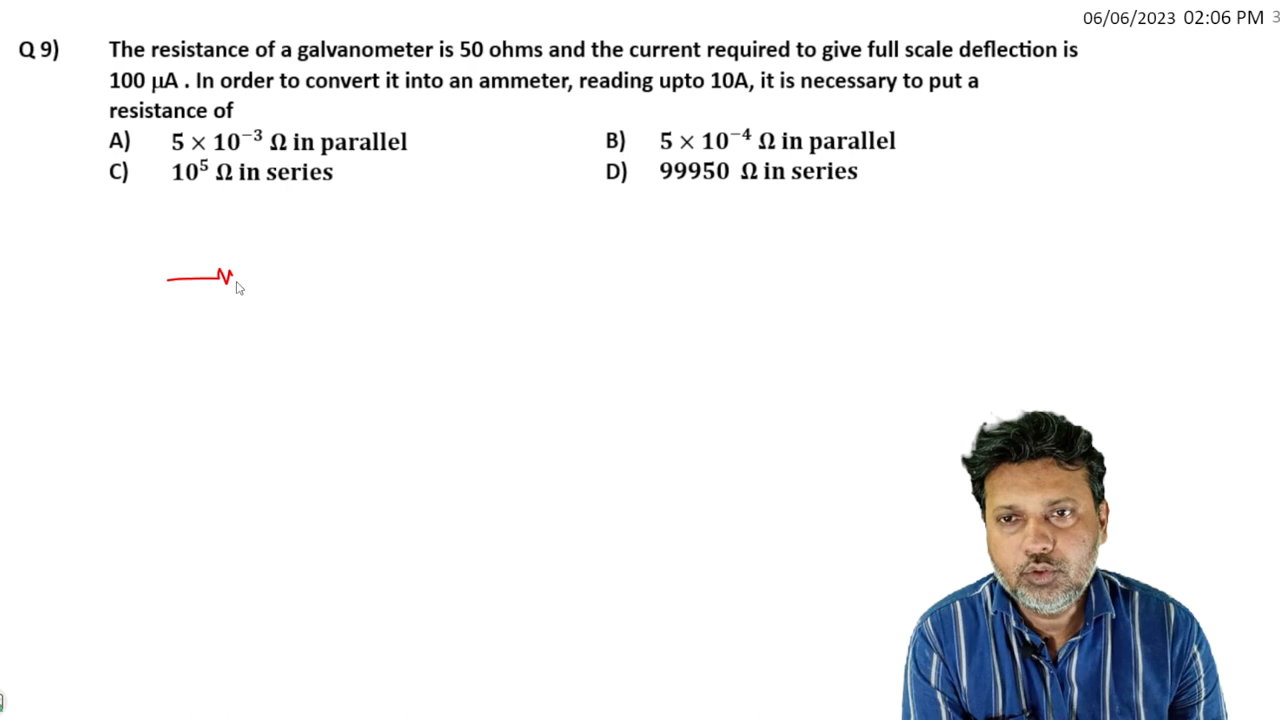 06/06/2023 02:06 PM 3
Q 9) The resistance of a galvanometer is 50 ohms and the current required to give full scale deflection is
100 μA . In order to convert it into an ammeter, reading upto 10A, it is necessary to put a
resistance of
A) 5 × 10⁻³ Ω in parallel B) 5 × 10⁻⁴ Ω in parallel
C) 10⁵ Ω in series D) 99950 Ω in series